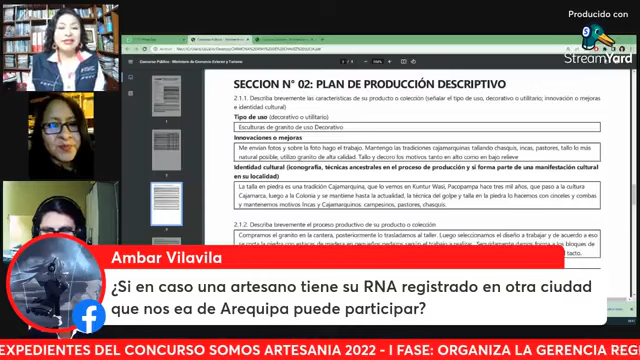 Producido con
StreamYard
Concurso Público - Ministerio de Comercio Exterior y Turismo
100%
SECCION N° 02: PLAN DE PRODUCCIÓN DESCRIPTIVO
2.1.1. Describa brevemente las características de su producto o colección (señalar el tipo de uso, decorativo o utilitario; innovación o mejoras
e identidad cultural)
Tipo de uso (decorativo o utilitario)
Esculturas de granito de uso Decorativo
Innovaciones o mejoras
Me envían fotos y sobre la foto hago el trabajo. Mantengo las tradiciones cajamarquinas tallando chasquis, incas, pastores, tallo lo más
natural posible, utilizo granito de alta calidad. Tallo y decoro los motivos tanto en alto como en bajo relieve
Identidad cultural (iconografía, técnicas ancestrales en el proceso de producción y si forma parte de una manifestación cultural
en su localidad)
La talla en piedra es una tradición Cajamarquina, que lo vemos en Kuntur Wasi, Pacopampa hace tres mil años, que paso a la cultura
Cajamarca, luego a la Colonia y se mantiene hasta la actualidad, la técnica del golpe y talla en piedra lo hacemos con cinceles y combas
y mantenemos motivos Incas y Cajamarquinos: campesinos, pastores, chasquis.
2.1.2. Describa brevemente el proceso productivo de su producto o colección
Compramos el granito en la cantera, posteriormente lo trasladamos al taller. Luego seleccionamos el diseño a trabajar y de acuerdo a eso
Ambar Vilavila
¿Si en caso una artesano tiene su RNA registrado en otra ciudad
que nos ea de Arequipa puede participar?
EXPEDIENTES DEL CONCURSO SOMOS ARTESANIA 2022 - I FASE: ORGANIZA LA GERENCIA REG